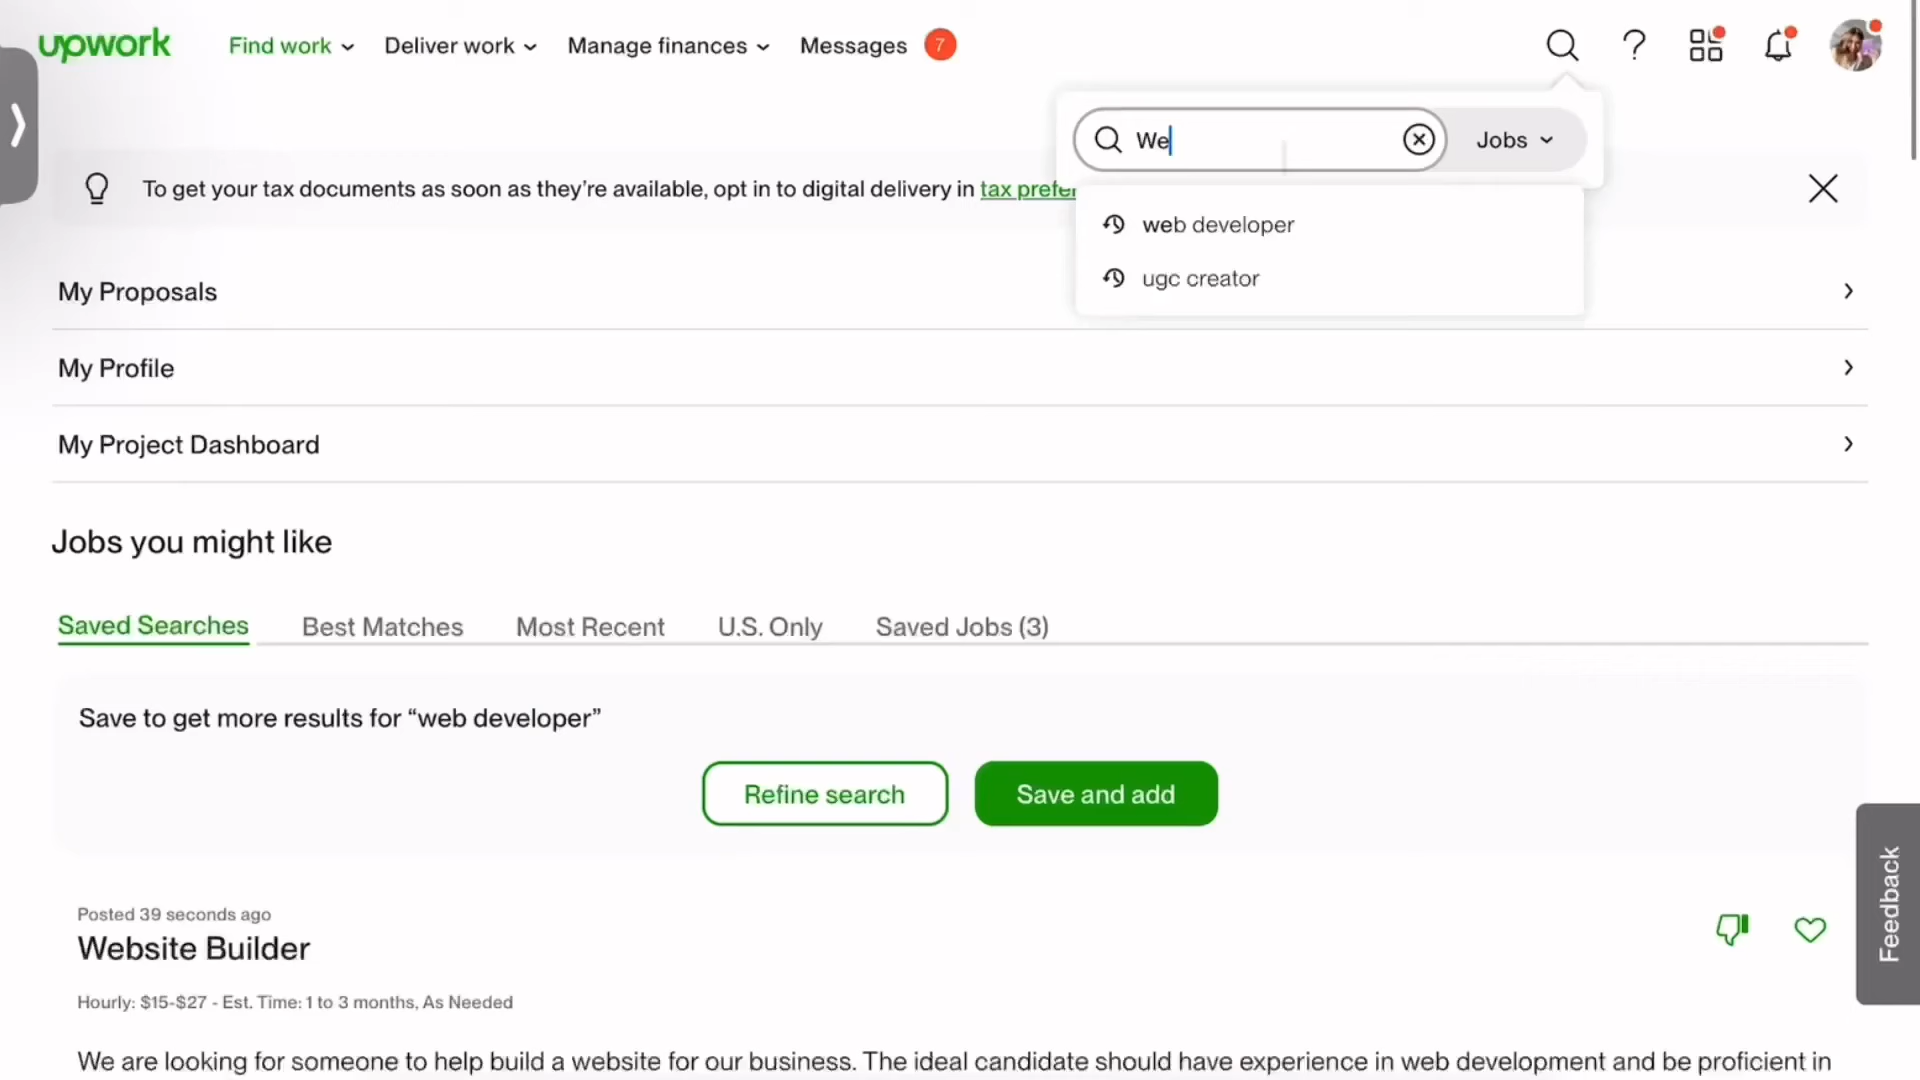 upwork
Find work
Deliver work
Manage finances
Messages
7
We
Jobs
To get your tax documents as soon as they're available, opt in to digital delivery in tax prefer
web developer
ugc creator
My Proposals
My Profile
My Project Dashboard
Jobs you might like
Saved Searches
Best Matches
Most Recent
U.S. Only
Saved Jobs (3)
Save to get more results for “web developer”
Refine search
Save and add
Feedback
Posted 39 seconds ago
Website Builder
Hourly: $15-$27 - Est. Time: 1 to 3 months, As Needed
We are looking for someone to help build a website for our business. The ideal candidate should have experience in web development and be proficient in